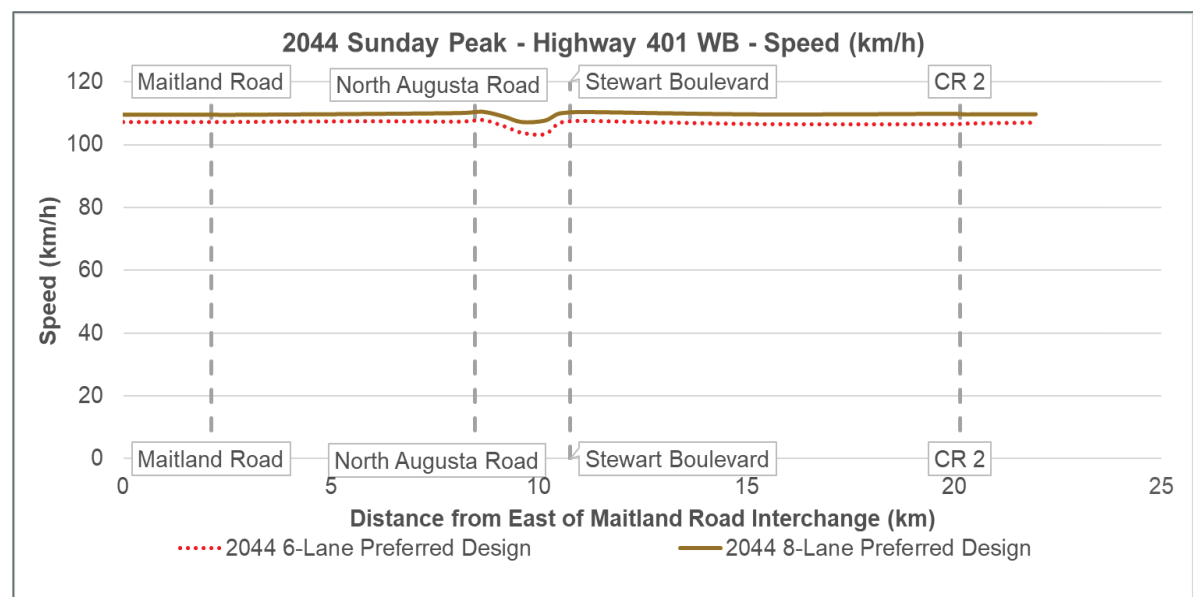 2044 Sunday Peak - Highway 401 WB - Speed (km/h)
120
Maitland Road
North Augusta Road
Stewart Boulevard
CR 2
100
80
60
40
20
0
Maitland Road
North Augusta Road
Stewart Boulevard
CR 2
0 5 10 15 20 25
Speed (km/h)
Distance from East of Maitland Road Interchange (km)
2044 6-Lane Preferred Design
2044 8-Lane Preferred Design